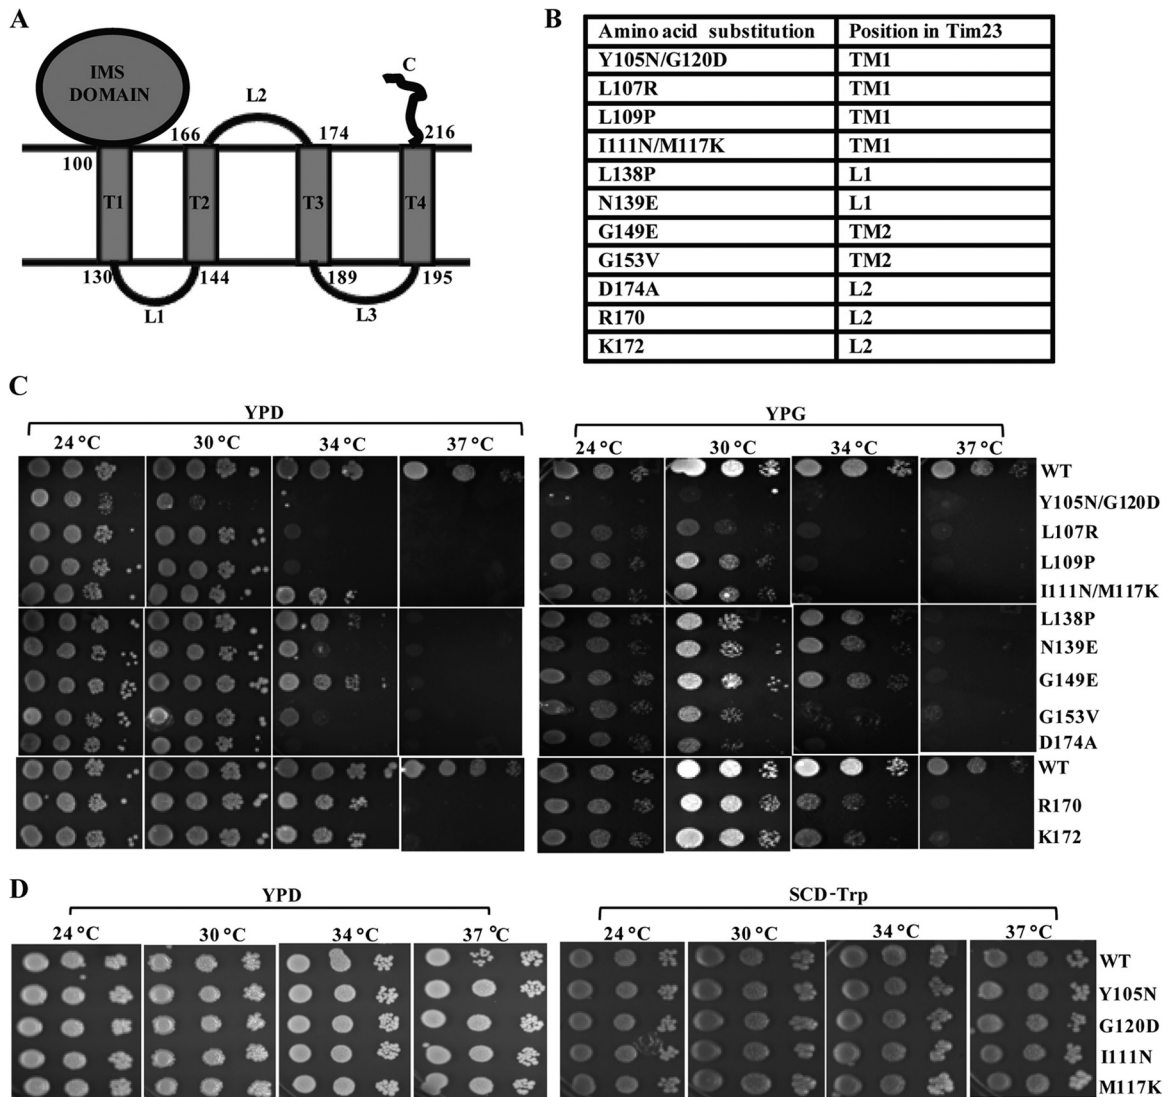 A
IMS
DOMAIN
C
L2
166
174
216
100
T1
T2
T3
T4
130
144
189
195
L1
L3
B
Amino acid substitution Position in Tim23
Y105N/G120D TM1
L107R TM1
L109P TM1
I111N/M117K TM1
L138P L1
N139E L1
G149E TM2
G153V TM2
D174A L2
R170 L2
K172 L2
C
YPD YPG
24 °C 30 °C 34 °C 37 °C 24 °C 30 °C 34 °C 37 °C
WT
Y105N/G120D
L107R
L109P
I111N/M117K
L138P
N139E
G149E
G153V
D174A
WT
R170
K172
D
YPD SCD-Trp
24 °C 30 °C 34 °C 37 °C 24 °C 30 °C 34 °C 37 °C
WT
Y105N
G120D
I111N
M117K